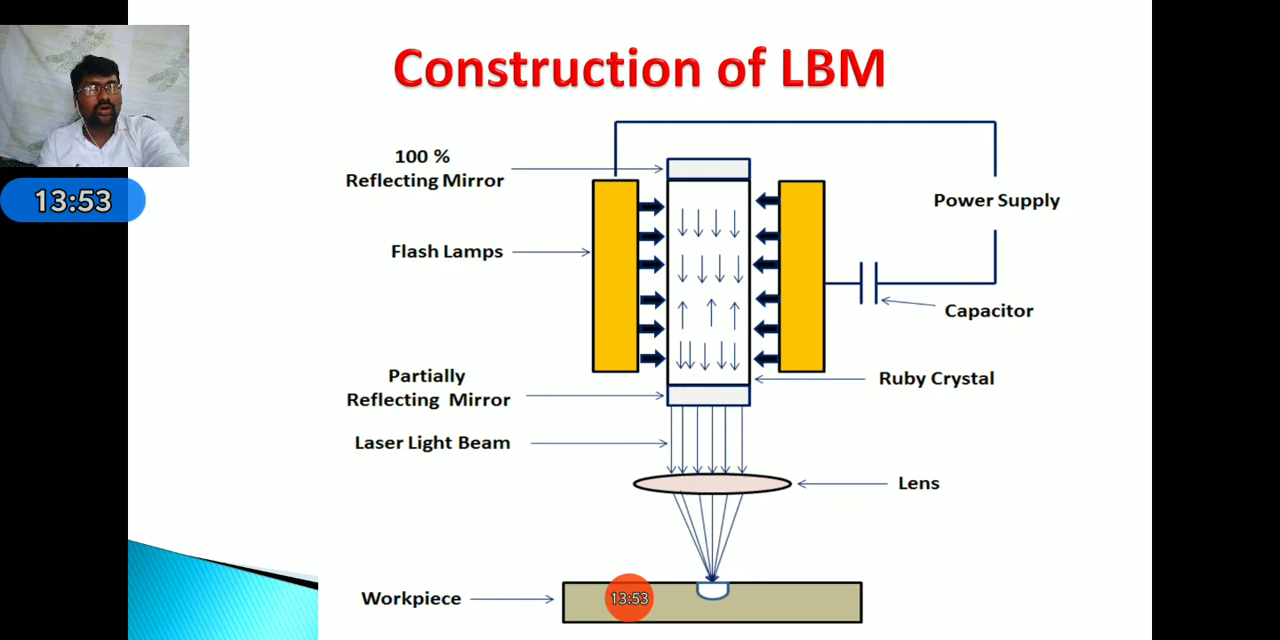 Construction of LBM
13:53
100 %
Reflecting Mirror
Power Supply
Flash Lamps
Capacitor
Partially
Reflecting Mirror
Ruby Crystal
Laser Light Beam
Lens
Workpiece
13:53